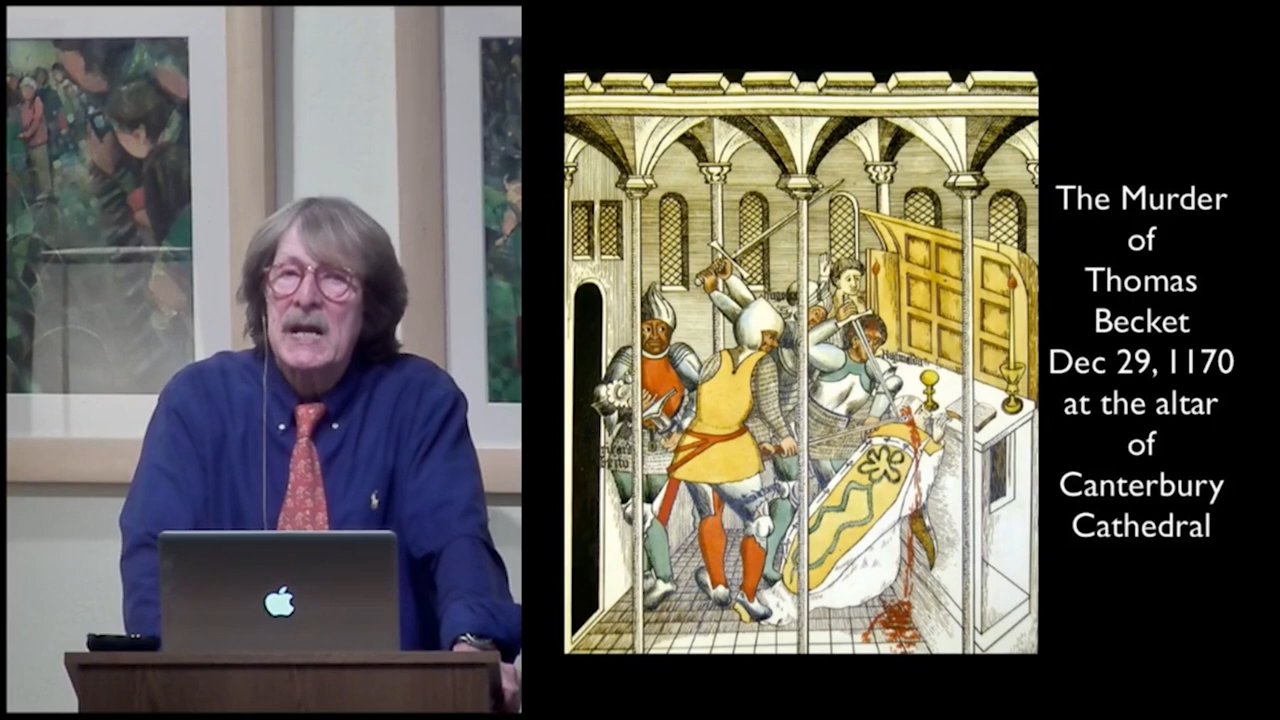 The Murder
of
Thomas
Becket
Dec 29, 1170
at the altar
of
Canterbury
Cathedral